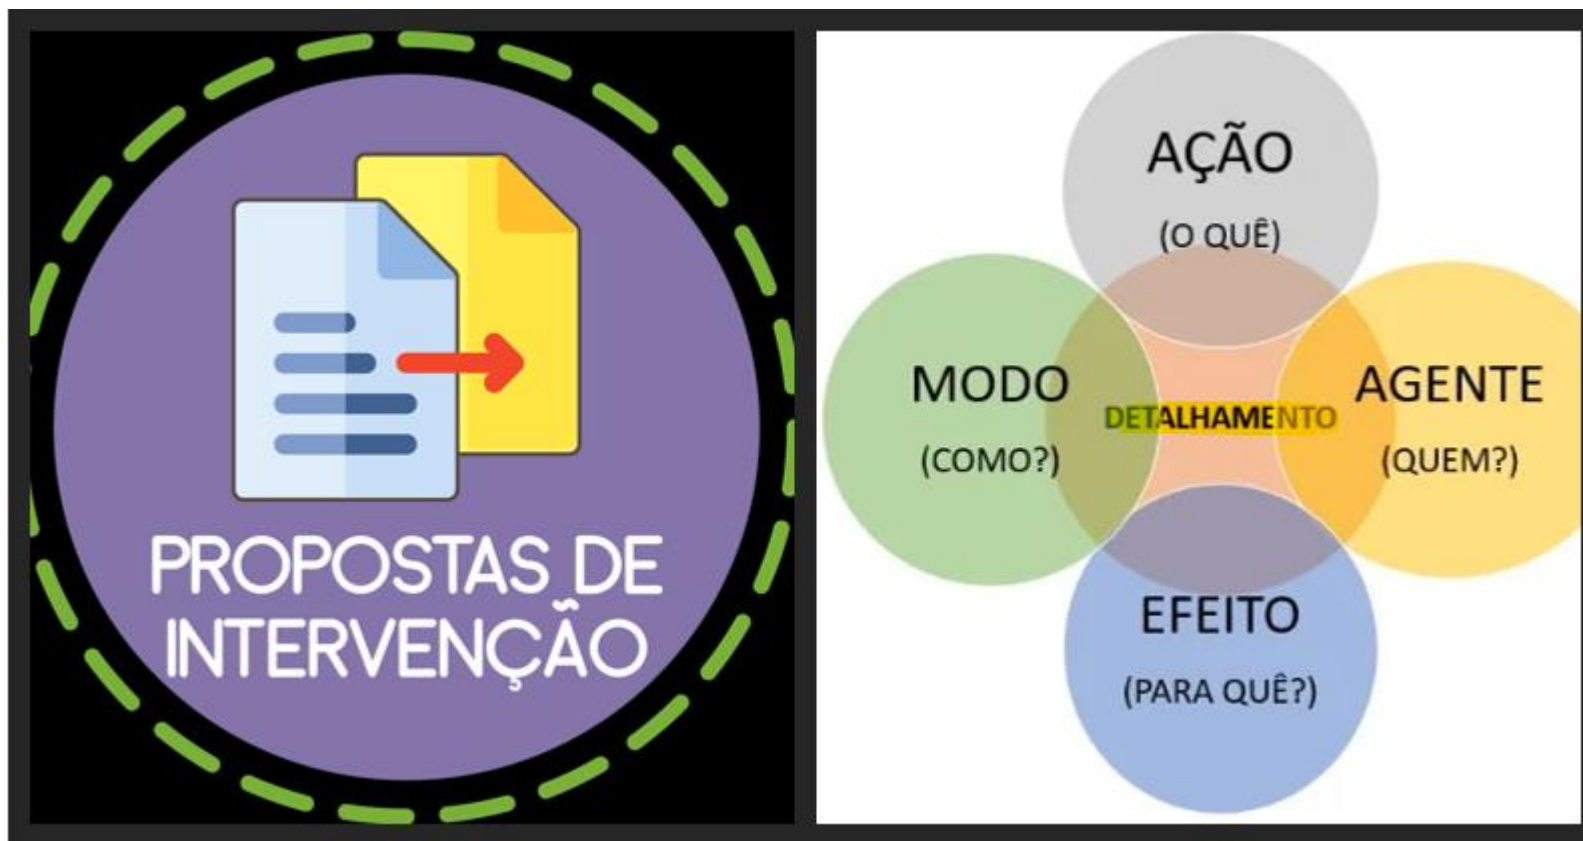 PROPOSTAS DE
INTERVENÇÃO
AÇÃO
(O QUÊ)
MODO
(COMO?)
DETALHAMENTO
AGENTE
(QUEM?)
EFEITO
(PARA QUÊ?)